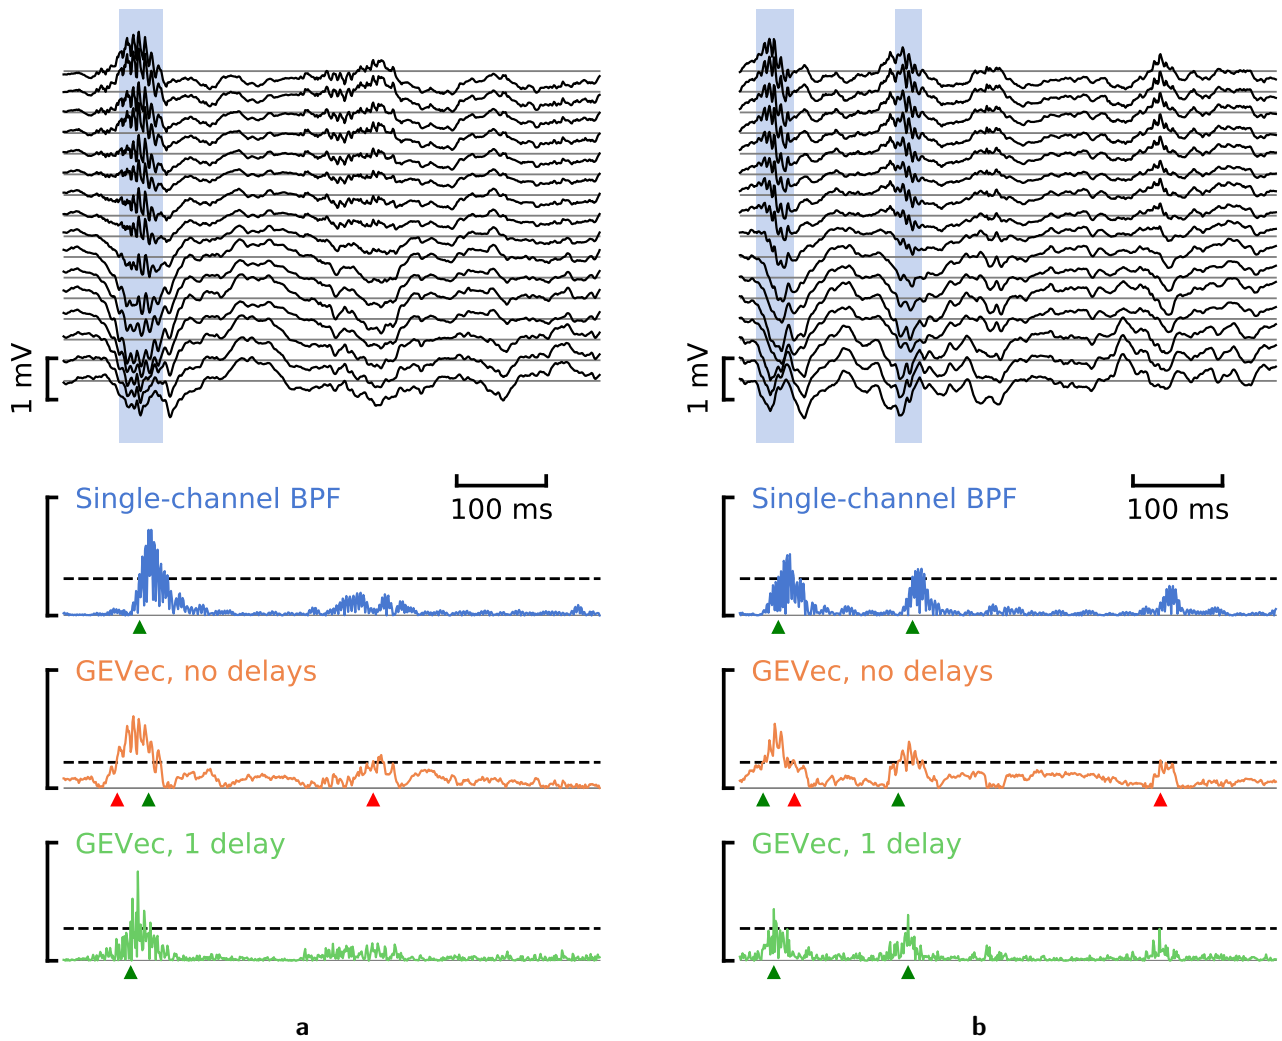 1 mV
1 mV
Single-channel BPF
100 ms
Single-channel BPF
100 ms
GEVec, no delays
GEVec, no delays
GEVec, 1 delay
GEVec, 1 delay
a
b